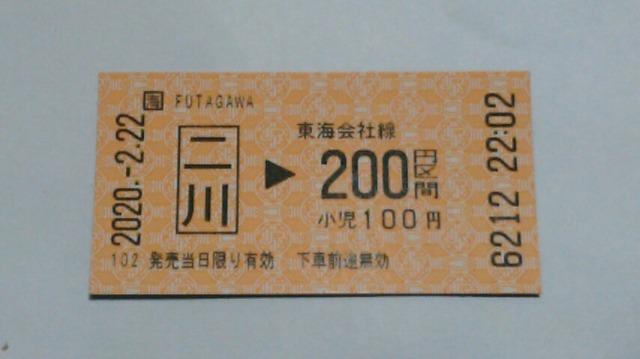 2020.-2.22
海 FUTAGAWA
二川
▶
東海会社線
200円区間
小児100円
102 発売当日限り有効 下車前途無効
6212 22:02